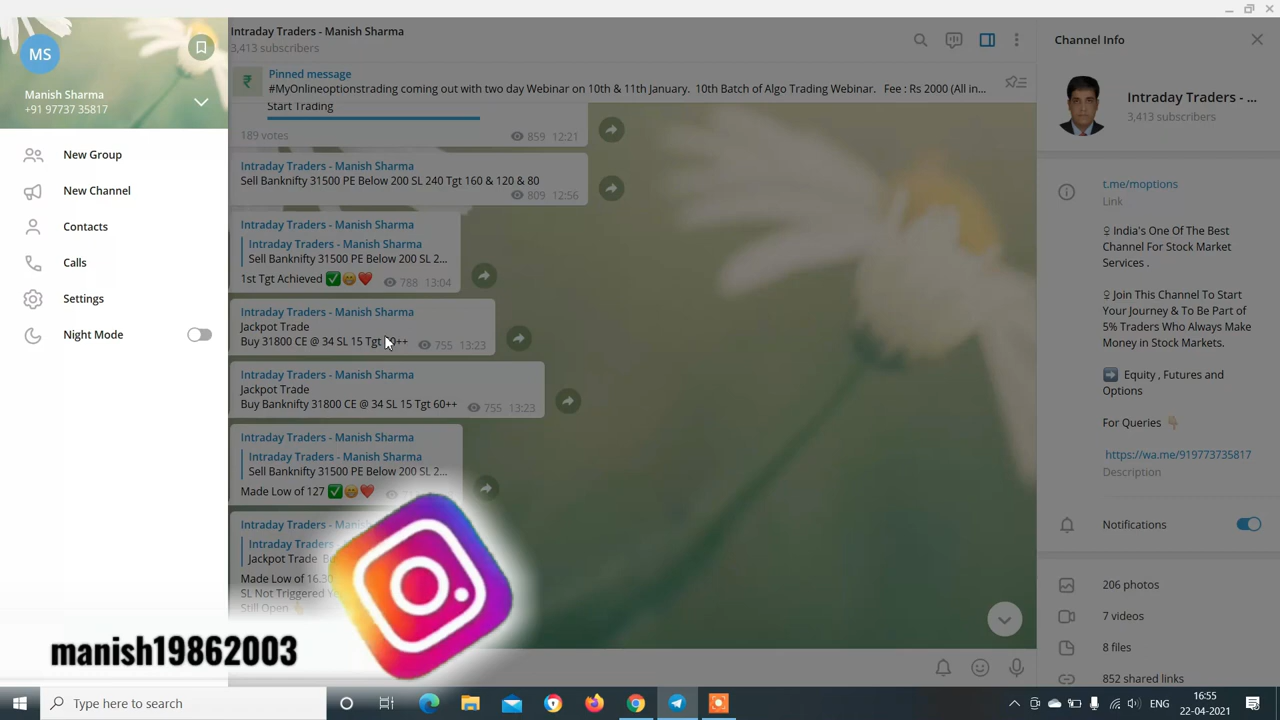 MS
Manish Sharma
+91 97737 35817
New Group
New Channel
Contacts
Calls
Settings
Night Mode
Intraday Traders - Manish Sharma
3,413 subscribers
Pinned message
#MyOnlineoptionstrading coming out with two day Webinar on 10th & 11th January. 10th Batch of Algo Trading Webinar. Fee : Rs 2000 (All in...
Start Trading
189 votes
859 12:21
Intraday Traders - Manish Sharma
Sell Banknifty 31500 PE Below 200 SL 240 Tgt 160 & 120 & 80
809 12:56
Intraday Traders - Manish Sharma
Intraday Traders - Manish Sharma
Sell Banknifty 31500 PE Below 200 SL 2...
1st Tgt Achieved ✅😁❤️ 788 13:04
Intraday Traders - Manish Sharma
Jackpot Trade
Buy 31800 CE @ 34 SL 15 Tgt 60++ 755 13:23
Intraday Traders - Manish Sharma
Jackpot Trade
Buy Banknifty 31800 CE @ 34 SL 15 Tgt 60++ 755 13:23
Intraday Traders - Manish Sharma
Intraday Traders - Manish Sharma
Sell Banknifty 31500 PE Below 200 SL 2...
Made Low of 127 ✅😁❤️
Intraday Traders - Manish
Intraday Traders
Jackpot Trade
Made Low of 16.30
SL Not Triggered
Still Open
manish19862003
Channel Info
Intraday Traders - ...
3,413 subscribers
t.me/moptions
Link
India's One Of The Best
Channel For Stock Market
Services .
Join This Channel To Start
Your Journey & To Be Part of
5% Traders Who Always Make
Money in Stock Markets.
➡️ Equity , Futures and
Options
For Queries 👇
https://wa.me/919773735817
Description
Notifications
206 photos
7 videos
8 files
852 shared links
Type here to search
ENG
16:55
22-04-2021